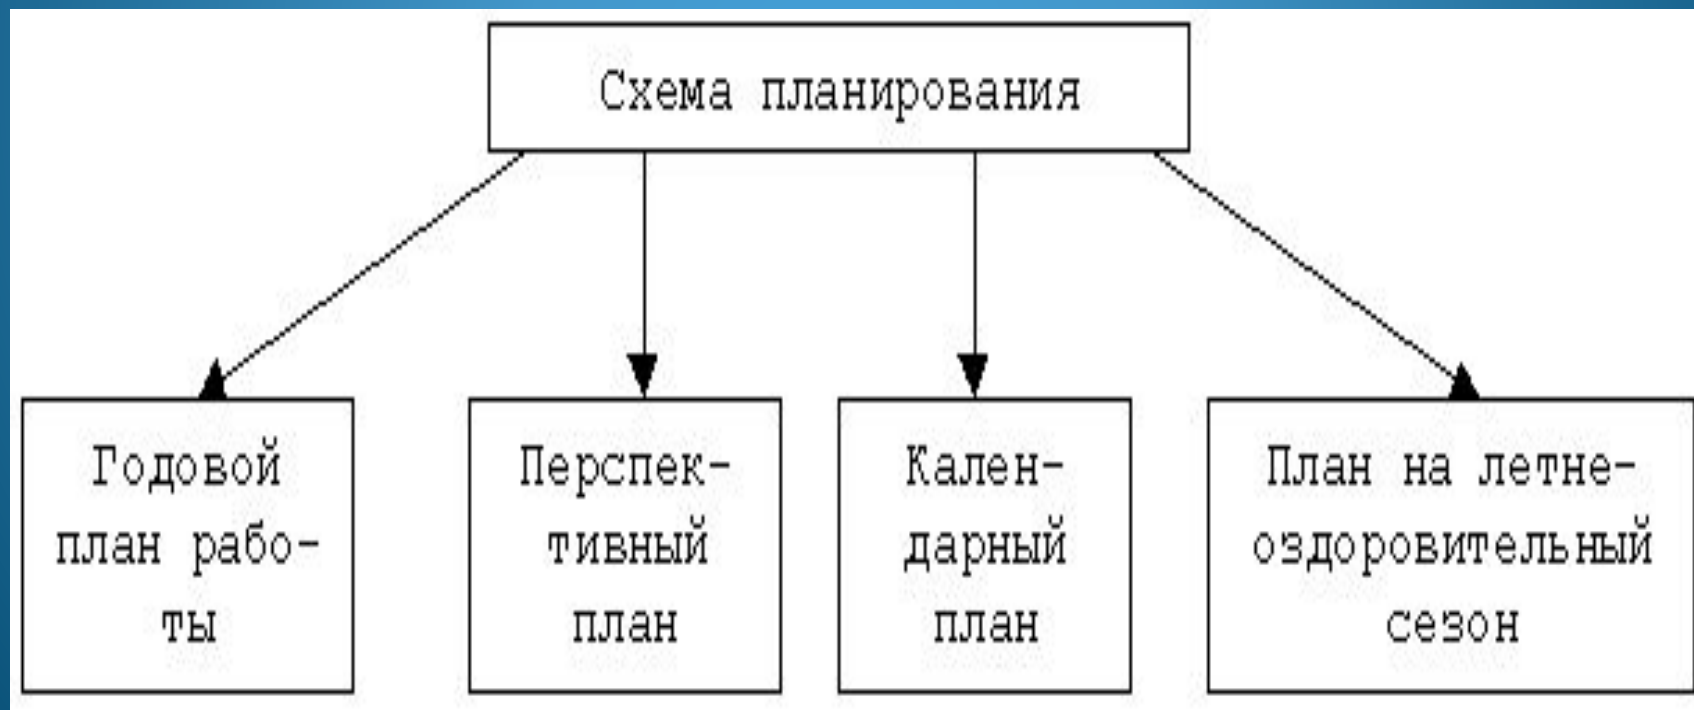 Схема планирования
Годовой
план рабо-
ты
Перспек-
тивный
план
Кален-
дарный
план
План на летне-
оздоровительный
сезон